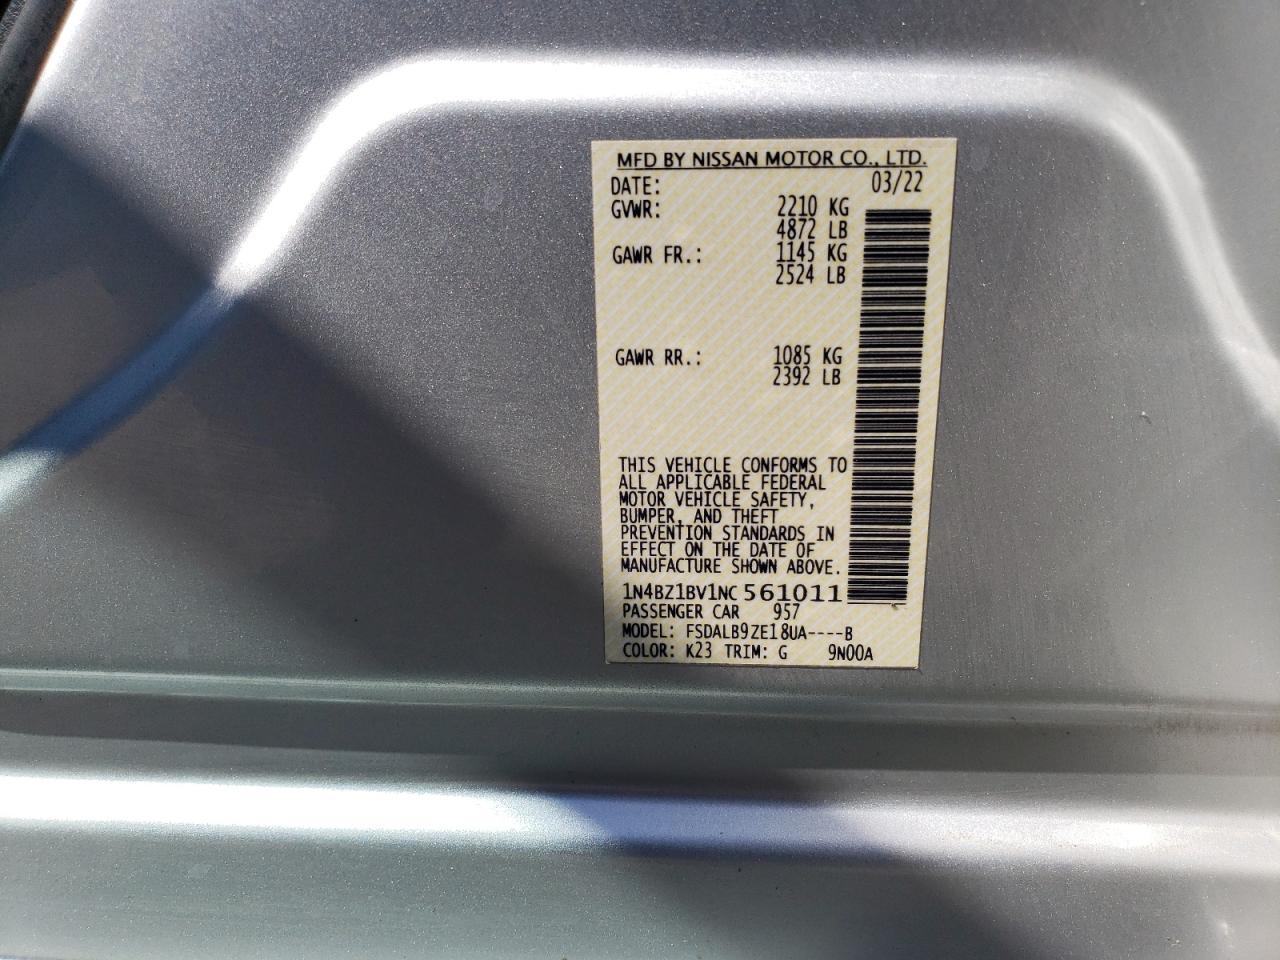 MFD BY NISSAN MOTOR CO., LTD.
DATE: 03/22
GVWR: 2210 KG
4872 LB
GAWR FR.: 1145 KG
2524 LB
GAWR RR.: 1085 KG
2392 LB
THIS VEHICLE CONFORMS TO
ALL APPLICABLE FEDERAL
MOTOR VEHICLE SAFETY,
BUMPER, AND THEFT
PREVENTION STANDARDS IN
EFFECT ON THE DATE OF
MANUFACTURE SHOWN ABOVE.
1N4BZ1BV1NC 561011
PASSENGER CAR 957
MODEL: FSDALB9ZE18UA----B
COLOR: K23 TRIM: G 9N00A